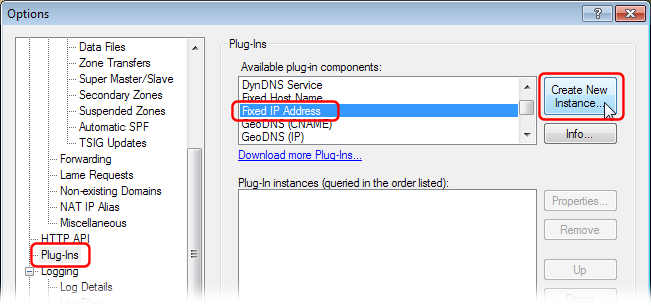 Options
Data Files
Zone Transfers
Super Master/Slave
Secondary Zones
Suspended Zones
Automatic SPF
TSIG Updates
Forwarding
Lame Requests
Non-existing Domains
NAT IP Alias
Miscellaneous
HTTP API
Plug-Ins
Logging
Log Details
Log Files
Plug-Ins
Available plug-in components:
DynDNS Service
Fixed Host Name
Fixed IP Address
GeoDNS (CNAME)
GeoDNS (IP)
Download more Plug-Ins...
Create New
Instance...
Info...
Plug-In instances (queried in the order listed):
Properties...
Remove
Up
Down